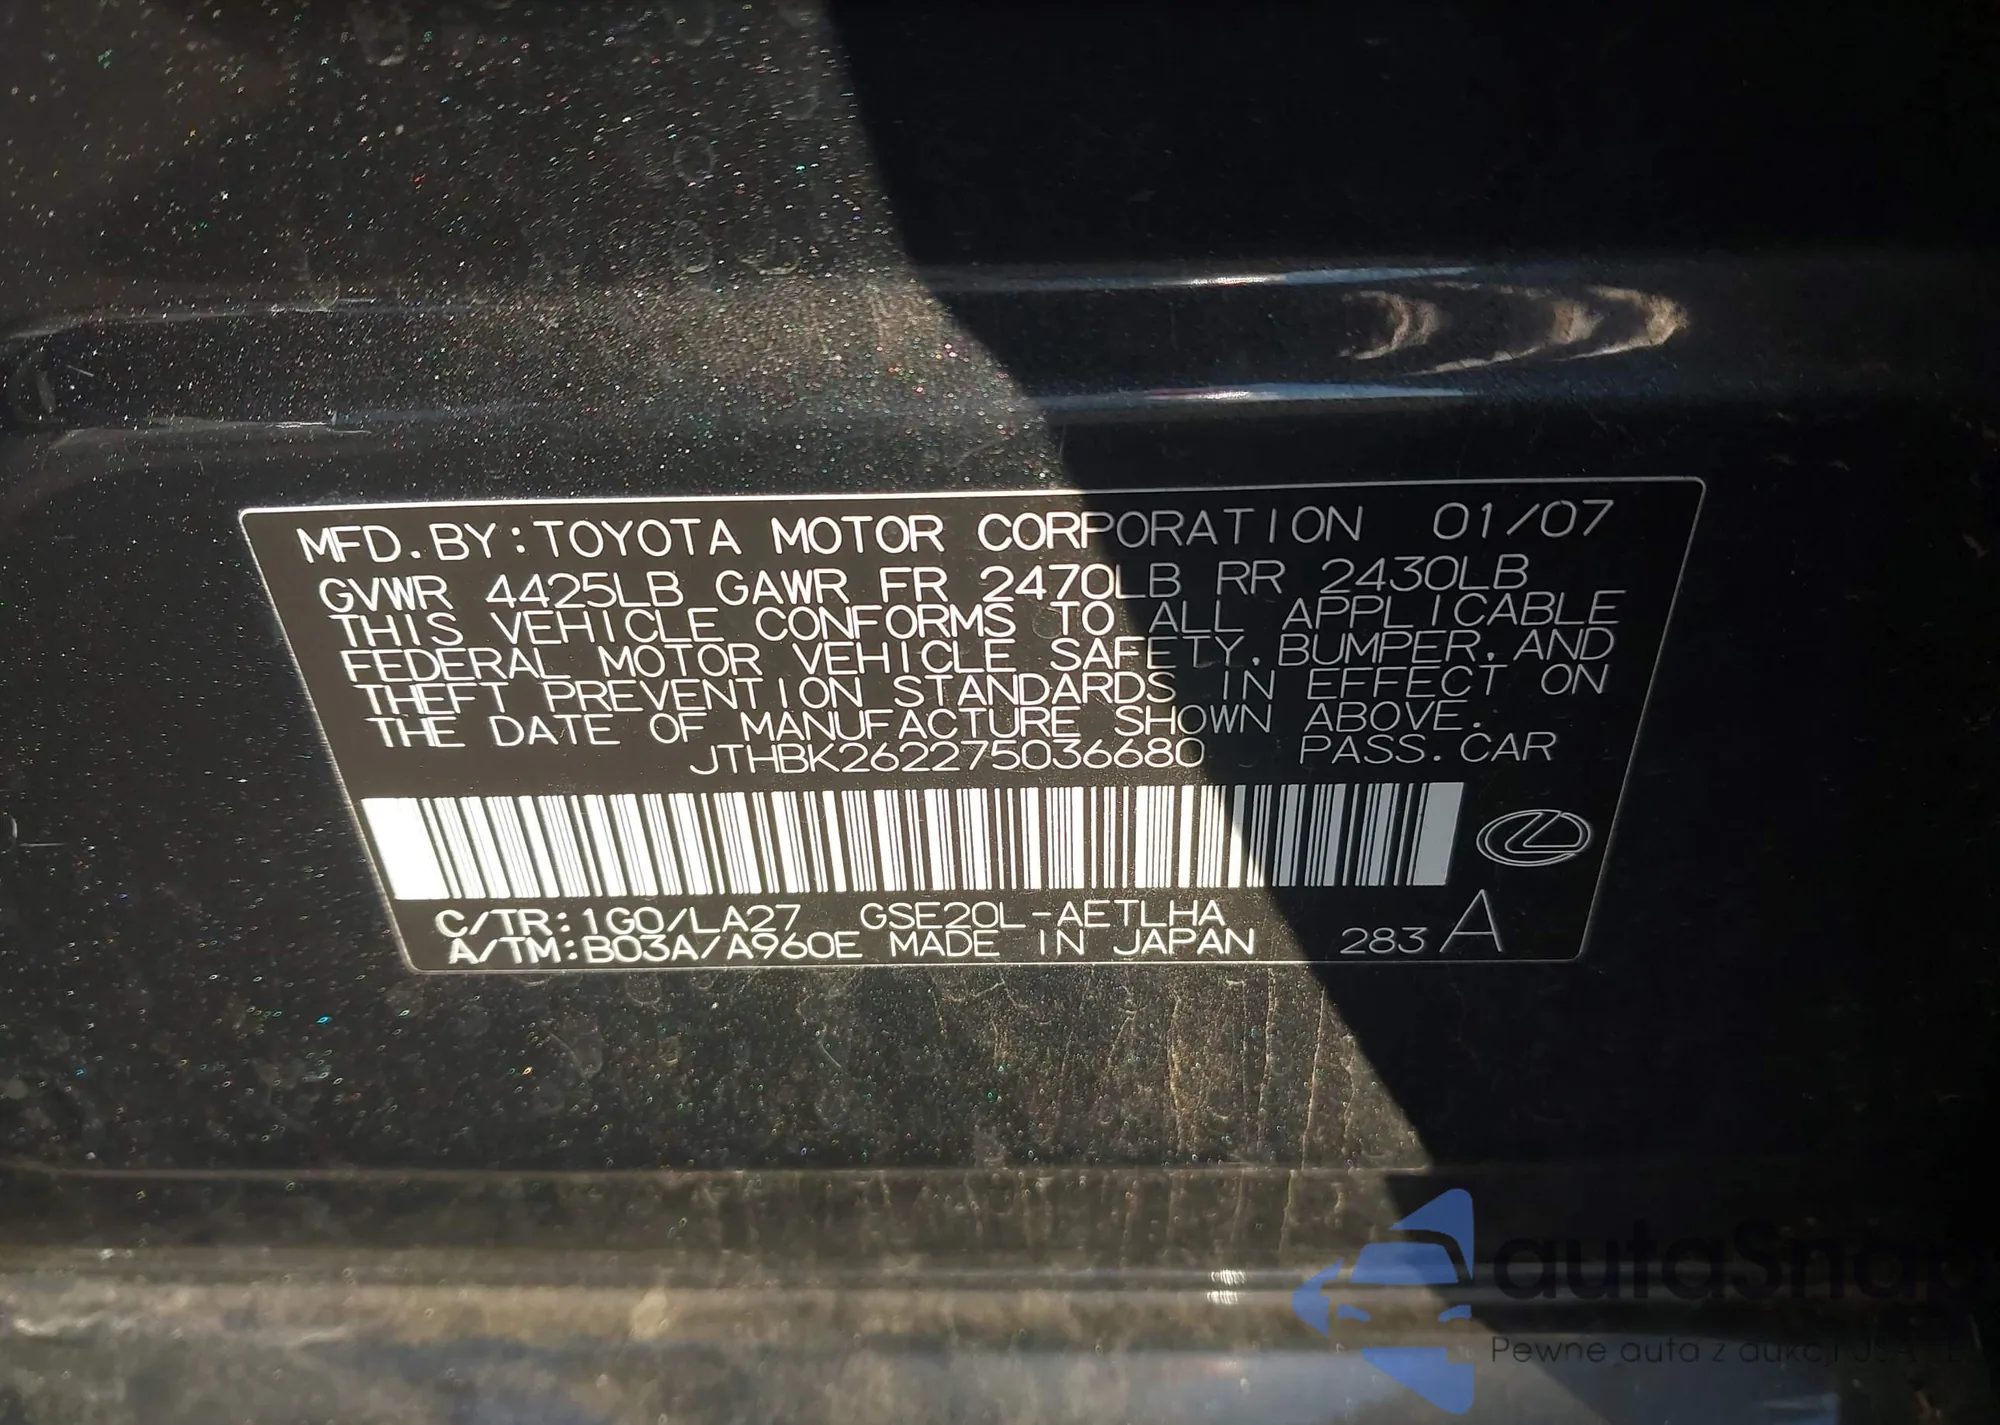 MFD. BY: TOYOTA MOTOR CORPORATION 01/07
GVWR 4425LB GAWR FR 2470LB RR 2430LB
THIS VEHICLE CONFORMS TO ALL APPLICABLE
FEDERAL MOTOR VEHICLE SAFETY, BUMPER, AND
THEFT PREVENTION STANDARDS IN EFFECT ON
THE DATE OF MANUFACTURE SHOWN ABOVE.
JTHBK262275036680 PASS. CAR
C/TR: 1G0/LA27 GSE20L-AETLHA
A/TM: B03A/A960E MADE IN JAPAN 283 A
autaSna
Pewne auta z aukcji USA